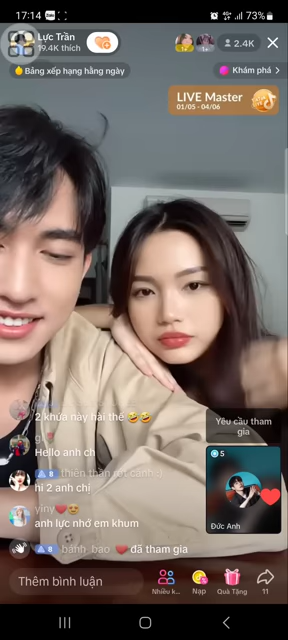 17:14
73%
Lực Trần
19.4K thích
2.4K
Bảng xếp hạng hằng ngày
Khám phá >
LIVE Master
01/05 - 04/06
2 khứa này hài thế 🤣🤣
Yêu cầu tham gia
Hello anh ch
8 thiên thần rớt cánh:)
hi 2 anh chị
5
yiny❤️😍
anh lực nhớ em khum
Đức Anh
8 bánh_bao ❤️ đã tham gia
Thêm bình luận
Nhiều k...
Nạp
Quà Tặng
11